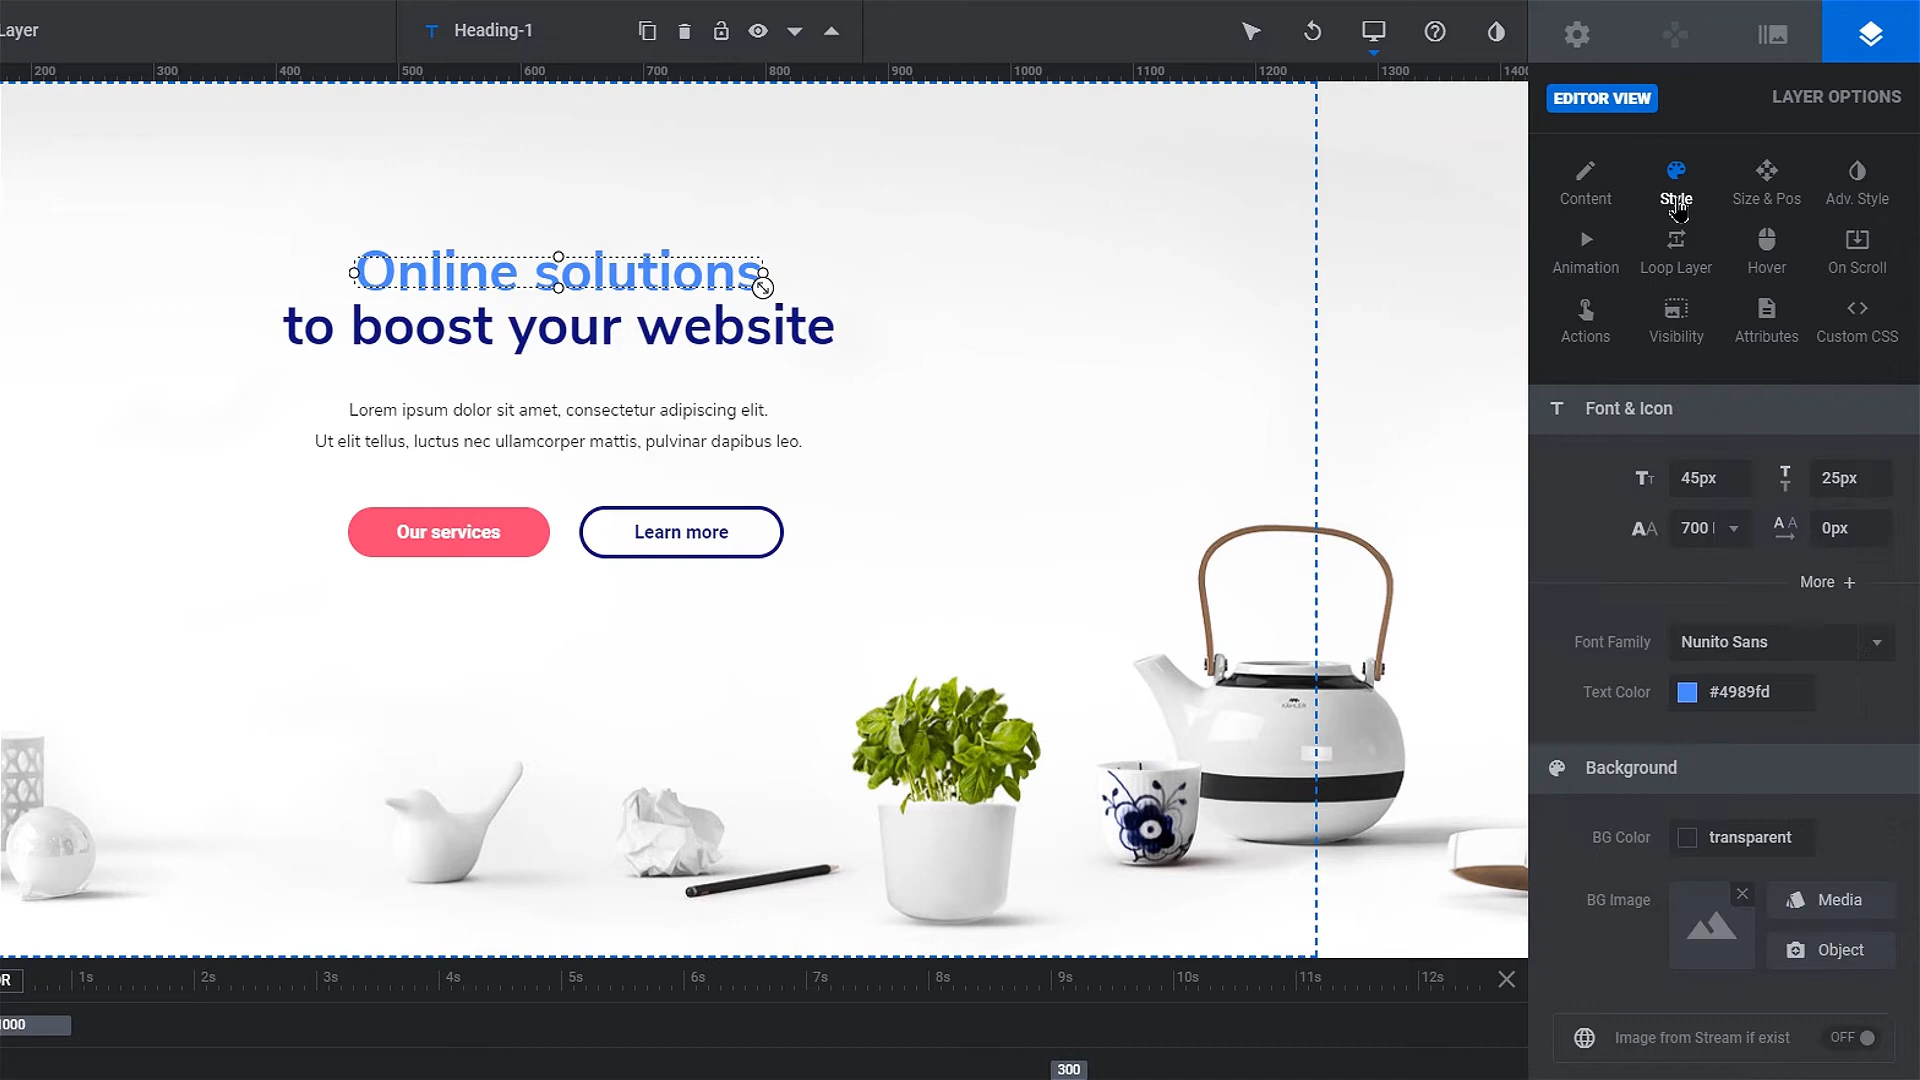 Layer
Heading-1
200 300 400 500 600 700 800 900 1000 1100 1200 1300 1400
EDITOR VIEW
LAYER OPTIONS
Content
Style
Size & Pos
Adv. Style
Animation
Loop Layer
Hover
On Scroll
Actions
Visibility
Attributes
Custom CSS
Online solutions
to boost your website
Lorem ipsum dolor sit amet, consectetur adipiscing elit.
Ut elit tellus, luctus nec ullamcorper mattis, pulvinar dapibus leo.
Our services
Learn more
KÄHLER
Font & Icon
45px
25px
700
0px
More +
Font Family
Nunito Sans
Text Color
#4989fd
Background
BG Color
transparent
BG Image
Media
Object
Image from Stream if exist
OFF
OR
1s 2s 3s 4s 5s 6s 7s 8s 9s 10s 11s 12s
1000
300